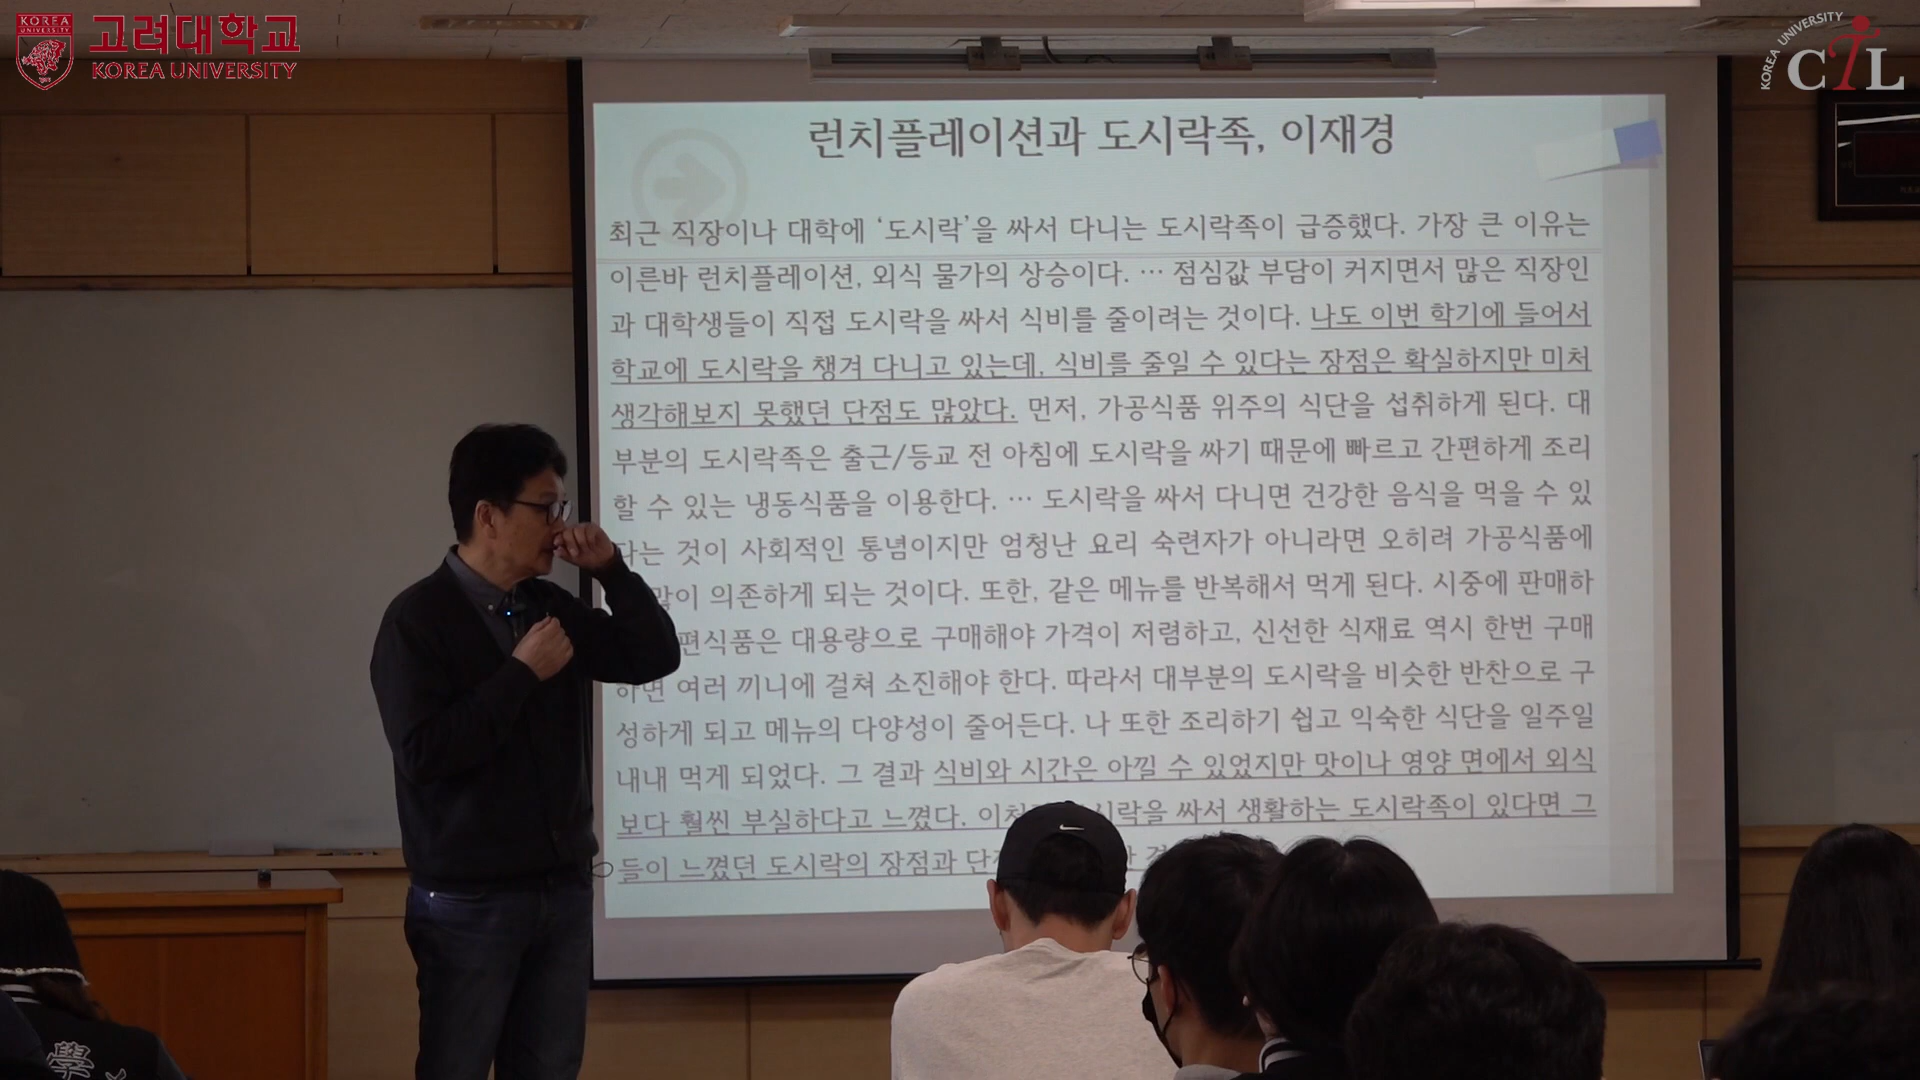 KOREA
UNIVERSITY
고려대학교
KOREA UNIVERSITY
KOREA UNIVERSITY
CTL
런치플레이션과 도시락족, 이재경
최근 직장이나 대학에 ‘도시락’을 싸서 다니는 도시락족이 급증했다. 가장 큰 이유는
이른바 런치플레이션, 외식 물가의 상승이다. … 점심값 부담이 커지면서 많은 직장인
과 대학생들이 직접 도시락을 싸서 식비를 줄이려는 것이다. 나도 이번 학기에 들어서
학교에 도시락을 챙겨 다니고 있는데, 식비를 줄일 수 있다는 장점은 확실하지만 미처
생각해보지 못했던 단점도 많았다. 먼저, 가공식품 위주의 식단을 섭취하게 된다. 대
부분의 도시락족은 출근/등교 전 아침에 도시락을 싸기 때문에 빠르고 간편하게 조리
할 수 있는 냉동식품을 이용한다. … 도시락을 싸서 다니면 건강한 음식을 먹을 수 있
다는 것이 사회적인 통념이지만 엄청난 요리 숙련자가 아니라면 오히려 가공식품에
많이 의존하게 되는 것이다. 또한, 같은 메뉴를 반복해서 먹게 된다. 시중에 판매하
편식품은 대용량으로 구매해야 가격이 저렴하고, 신선한 식재료 역시 한번 구매
하면 여러 끼니에 걸쳐 소진해야 한다. 따라서 대부분의 도시락을 비슷한 반찬으로 구
성하게 되고 메뉴의 다양성이 줄어든다. 나 또한 조리하기 쉽고 익숙한 식단을 일주일
내내 먹게 되었다. 그 결과 식비와 시간은 아낄 수 있었지만 맛이나 영양 면에서 외식
보다 훨씬 부실하다고 느꼈다. 싸서 생활하는 도시락족이 있다면 그
들이 느꼈던 도시락의 장점과
學